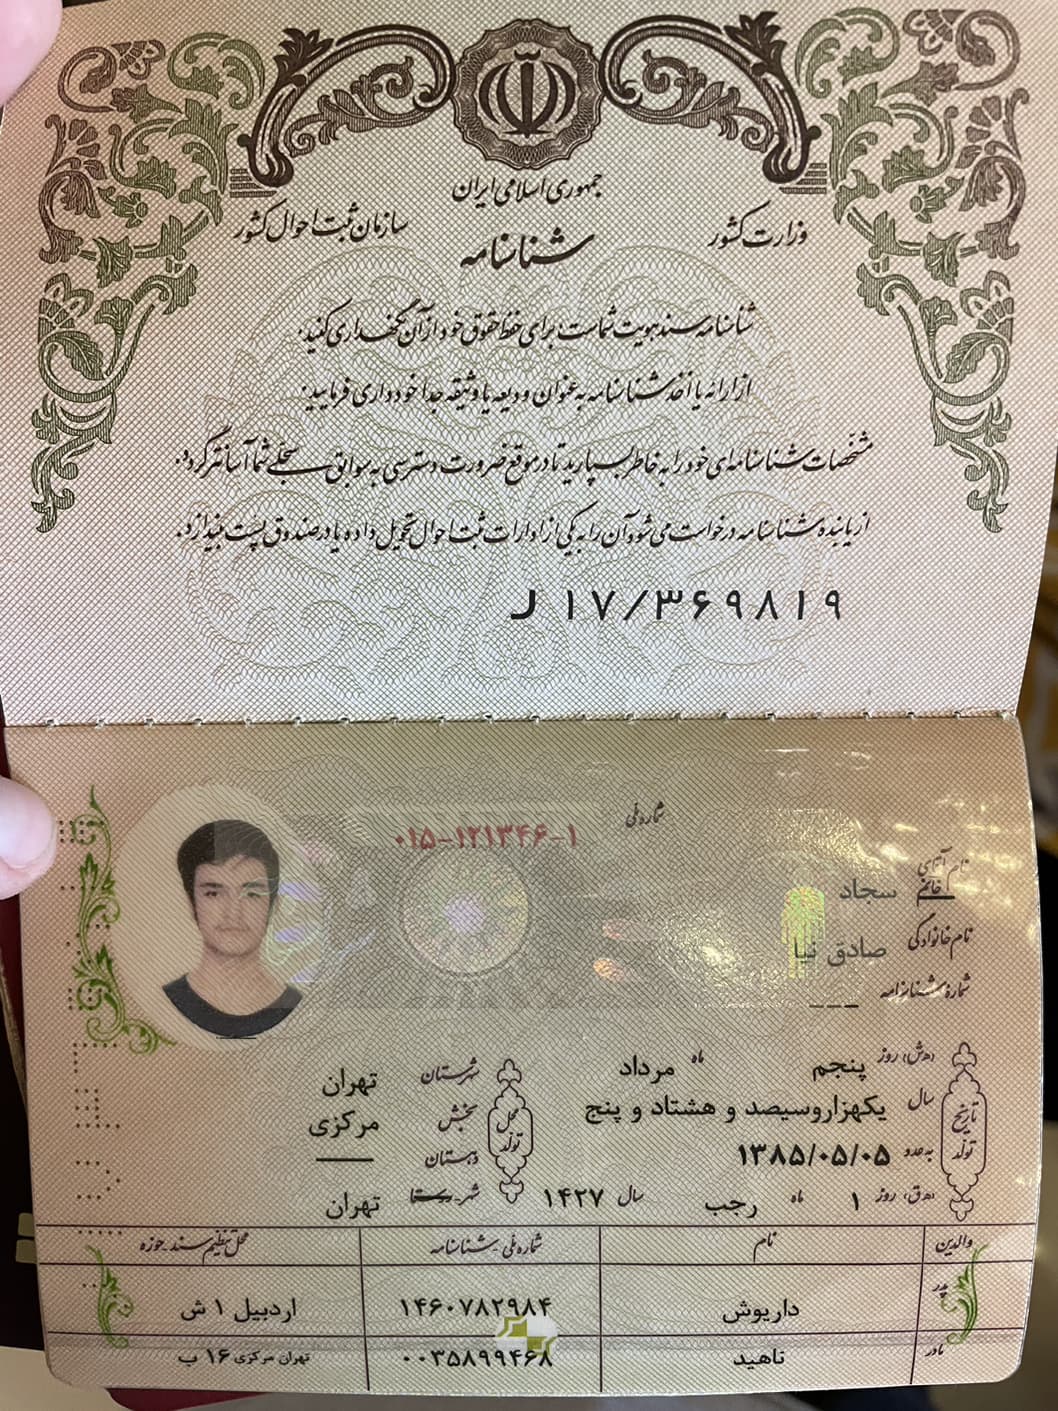 جمهوری اسلامی ایران
وزارت کشور
سازمان ثبت احوال کشور
شناسنامه
شناسنامه سند هویت شماست برای حفظ حقوق خود از آن نگهداری کنید.
از ارائه یا اخذ شناسنامه به عنوان ودیعه یا وثیقه جداً خودداری فرمایید.
مشخصات شناسنامه‌ای خود را به خاطر بسپارید تا در موقع ضرورت دسترسی به سوابق سجلی شما آسانتر گردد.
از یابنده شناسنامه درخواست می‌شود آن را به یکی از ادارات ثبت احوال تحویل داده یا در صندوق پست بیندازد.
ل ۱۷/۳۶۹۸۱۹
شماره ملی ۰۱۵-۱۲۱۳۴۶-۱
نام آقای خانم سجاد
نام خانوادگی صادق نیا
شماره شناسنامه ---
تاریخ تولد
(ه.ش) روز پنجم ماه مرداد
سال یکهزاروسیصد و هشتاد و پنج
به عدد ۱۳۸۵/۰۵/۰۵
(ه.ق) روز ۱ ماه رجب سال ۱۴۲۷
محل تولد
شهرستان تهران
بخش مرکزی
دهستان —
شهر روستا تهران
والدین نام شماره ملی - شناسنامه محل تنظیم سند - حوزه
پدر داریوش ۱۴۶۰۷۸۲۹۸۴ اردبیل ۱ ش
مادر ناهید ۰۰۳۵۸۹۹۴۶۸ تهران مرکزی ۱۶ ب